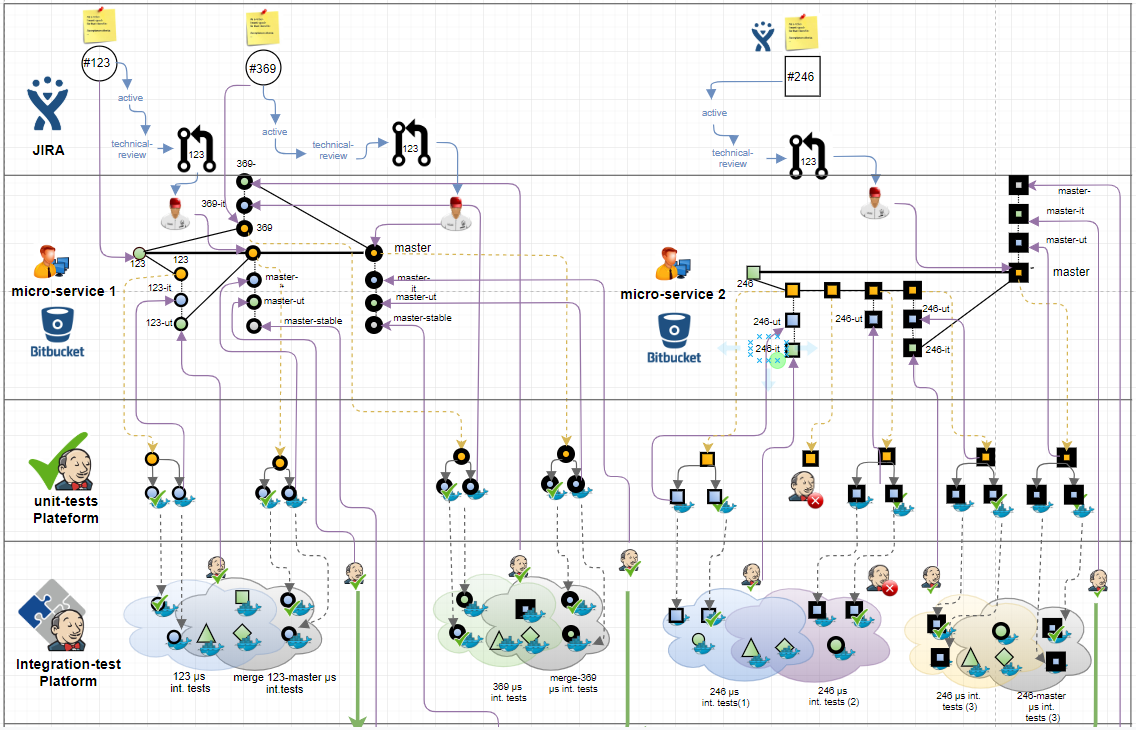 #123
#369
#246
active
active
active
technical-
review
technical-
review
technical-
review
123
123
123
JIRA
369-
369-it
369
master-
master-it
master-ut
master
master
123
123
123-it
123-ut
master-
master-ut
master-stable
master-
it
master-ut
master-stable
micro-service 1
Bitbucket
micro-service 2
Bitbucket
246
246-ut
246-it
246-ut
246-ut
246-it
unit-tests
Plateform
Integration-test
Platform
123 µs
int. tests
merge 123-master µs
int.tests
369 µs
int. tests
merge-369
µs int. tests
246 µs
int. tests(1)
246 µs
int. tests (2)
246 µs int.
tests (3)
246-master
µs int.
tests (3)